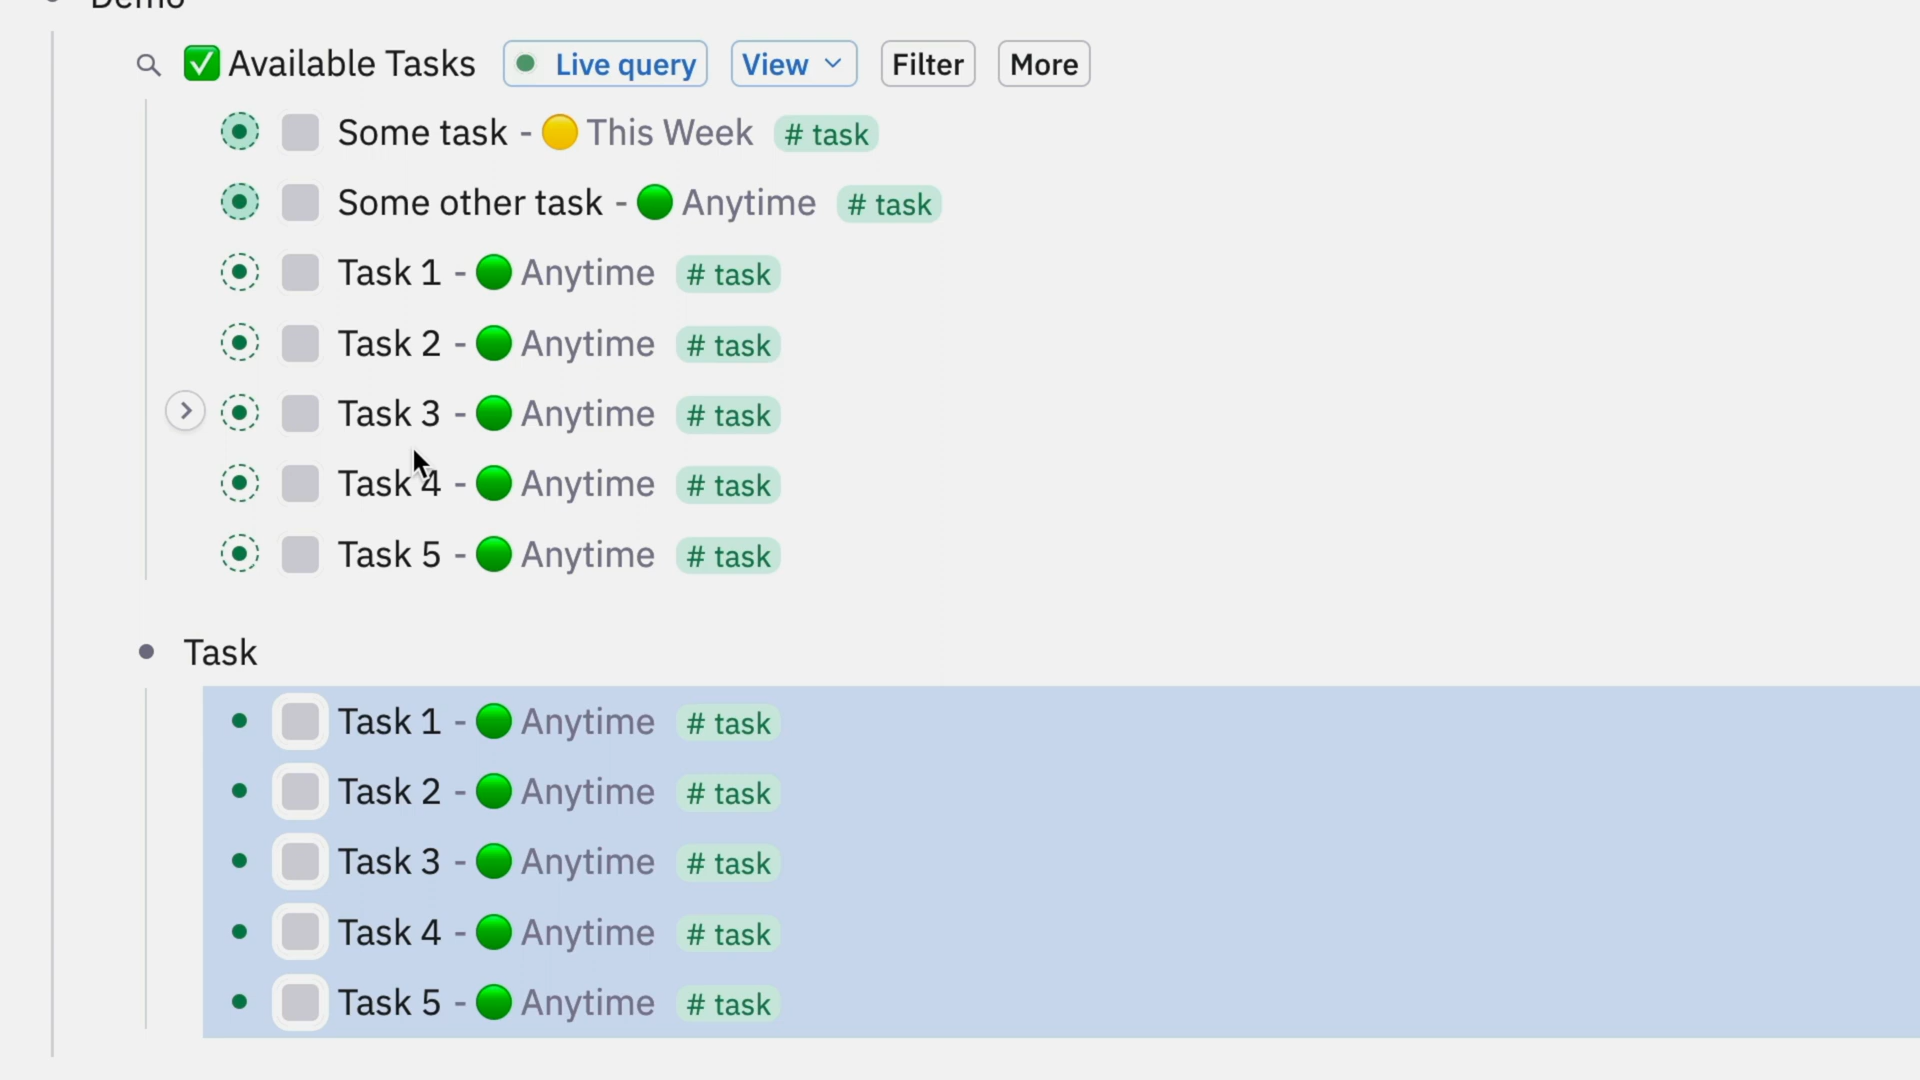 Demo
✅ Available Tasks Live query View Filter More
Some task - 🟡 This Week # task
Some other task - 🟢 Anytime # task
Task 1 - 🟢 Anytime # task
Task 2 - 🟢 Anytime # task
Task 3 - 🟢 Anytime # task
Task 4 - 🟢 Anytime # task
Task 5 - 🟢 Anytime # task
Task
Task 1 - 🟢 Anytime # task
Task 2 - 🟢 Anytime # task
Task 3 - 🟢 Anytime # task
Task 4 - 🟢 Anytime # task
Task 5 - 🟢 Anytime # task